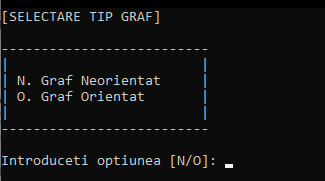 [SELECTARE TIP GRAF]
N. Graf Neorientat
O. Graf Orientat
Introduceti optiunea [N/O]: